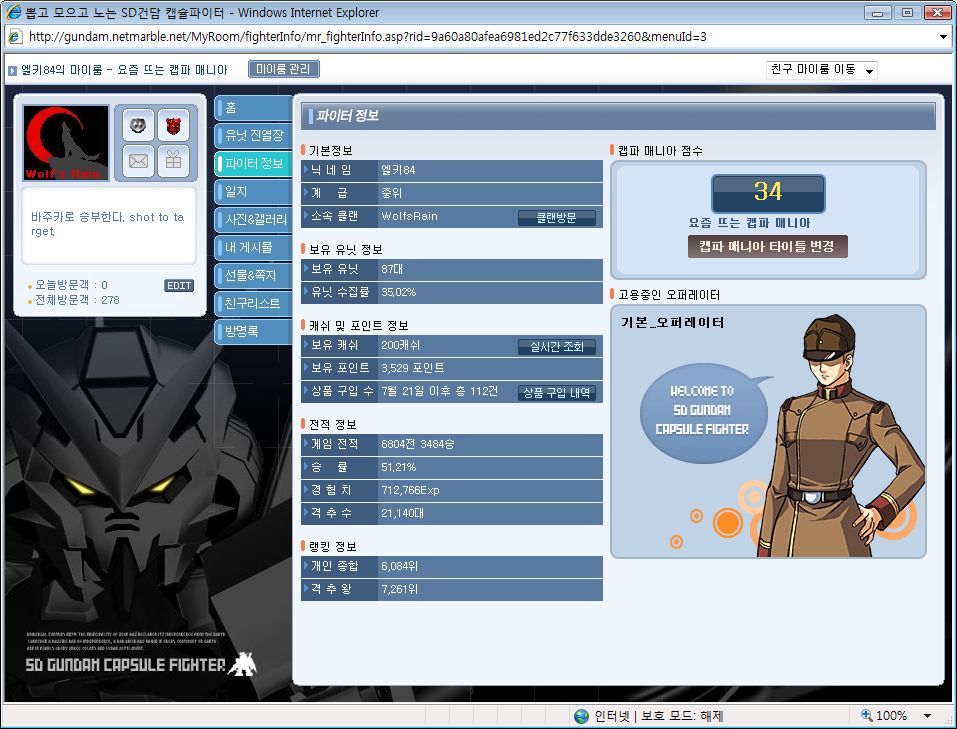 뽑고 모으고 노는 SD건담 캡슐파이터 - Windows Internet Explorer
http://gundam.netmarble.net/MyRoom/fighterInfo/mr_fighterInfo.asp?rid=9a60a80afea6981ed2c77f633dde3260&menuId=3
엘키84의 마이룸 - 요즘 뜨는 캡파 매니아
마이룸 관리
친구 마이룸 이동
Wolf's Rain
바주카로 승부한다, shot to ta
rget,
오늘방문객 : 0
EDIT
전체방문객 : 278
홈
유닛 진열장
파이터 정보
일지
사진&갤러리
내 게시물
선물&쪽지
친구리스트
방명록
파이터 정보
기본정보
닉 네 임 엘키84
계 급 중위
소속 클랜 WolfsRain 클랜방문
보유 유닛 정보
보유 유닛 87대
유닛 수집률 35,02%
캐쉬 및 포인트 정보
보유 캐쉬 200캐쉬 실시간 조회
보유 포인트 3,529 포인트
상품 구입 수 7월 21일 이후 총 112건 상품 구입 내역
전적 정보
게임 전적 6804전 3484승
승 률 51,21%
경 험 치 712,766Exp
격 추 수 21,140대
랭킹 정보
개인 종합 6,084위
격 추 왕 7,261위
캡파 매니아 점수
34
요즘 뜨는 캡파 매니아
캡파 매니아 타이틀 변경
고용중인 오퍼레이터
기본_오퍼레이터
WELCOME TO
SD GUNDAM
CAPSULE FIGHTER
SD GUNDAM CAPSULE FIGHTER
인터넷 | 보호 모드: 해제
100%